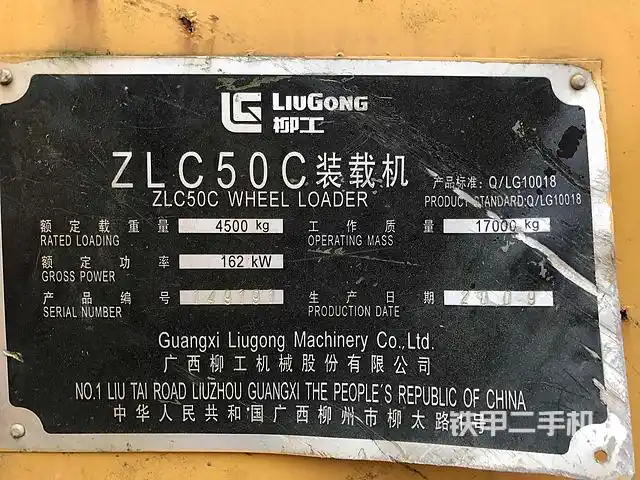 LIUGONG
柳工
ZLC50C装载机
产品标准: Q/LG10018
ZLC50C WHEEL LOADER
PRODUCT STANDARD:Q/LG10018
额定载重量 4500 kg 工作质量 17000 kg
RATED LOADING OPERATING MASS
额定功率 162 kW
GROSS POWER
产品编号 生产日期
SERIAL NUMBER PRODUCTION DATE
Guangxi Liugong Machinery Co.,Ltd.
广西柳工机械股份有限公司
NO.1 LIU TAI ROAD LIUZHOU GUANGXI THE PEOPLE'S REPUBLIC OF CHINA
中华人民共和国广西柳州市柳太路 号
铁甲二手机